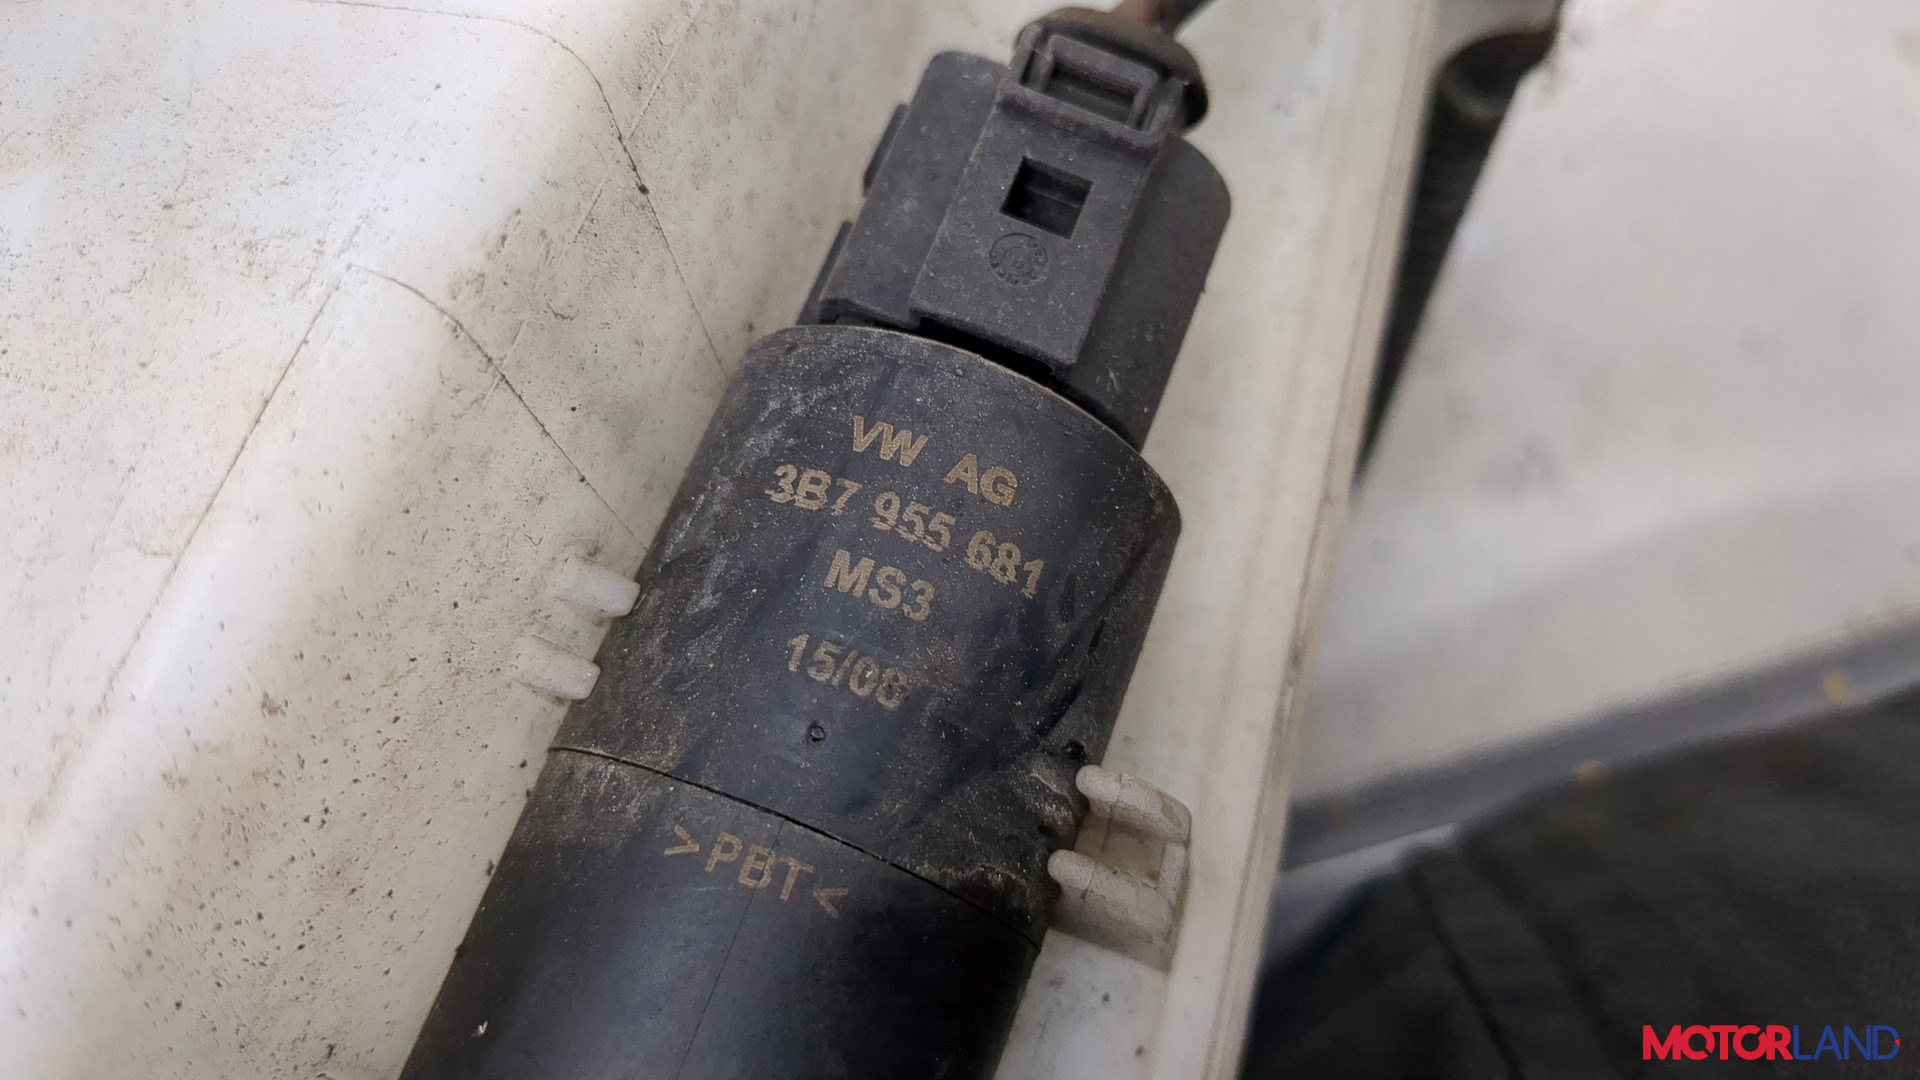 VW AG
3B7 955 681
MS3
15/08
>PBT<
MOTORLAND